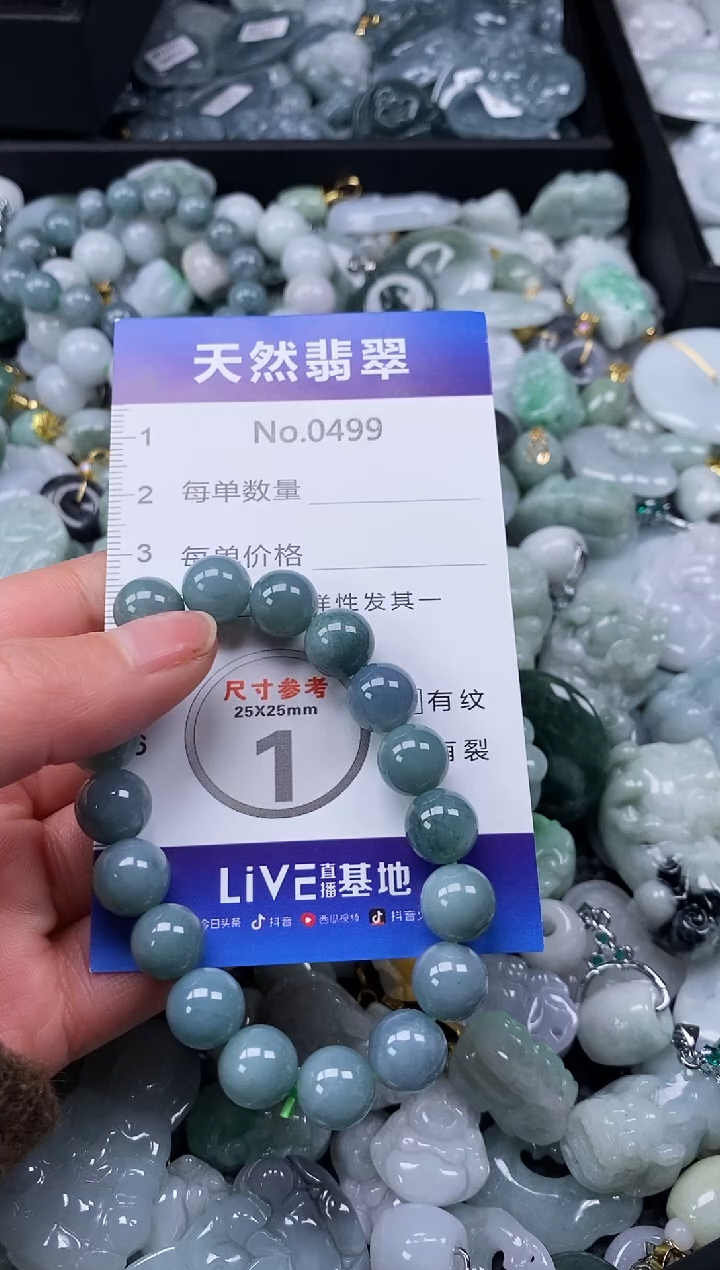 天然翡翠
1
No.0499
2
每单数量
3
每单价格
样性发其一
尺寸参考
25X25mm
1
有纹
有裂
LiVE直播基地
今日头条 抖音 西瓜视频 抖音